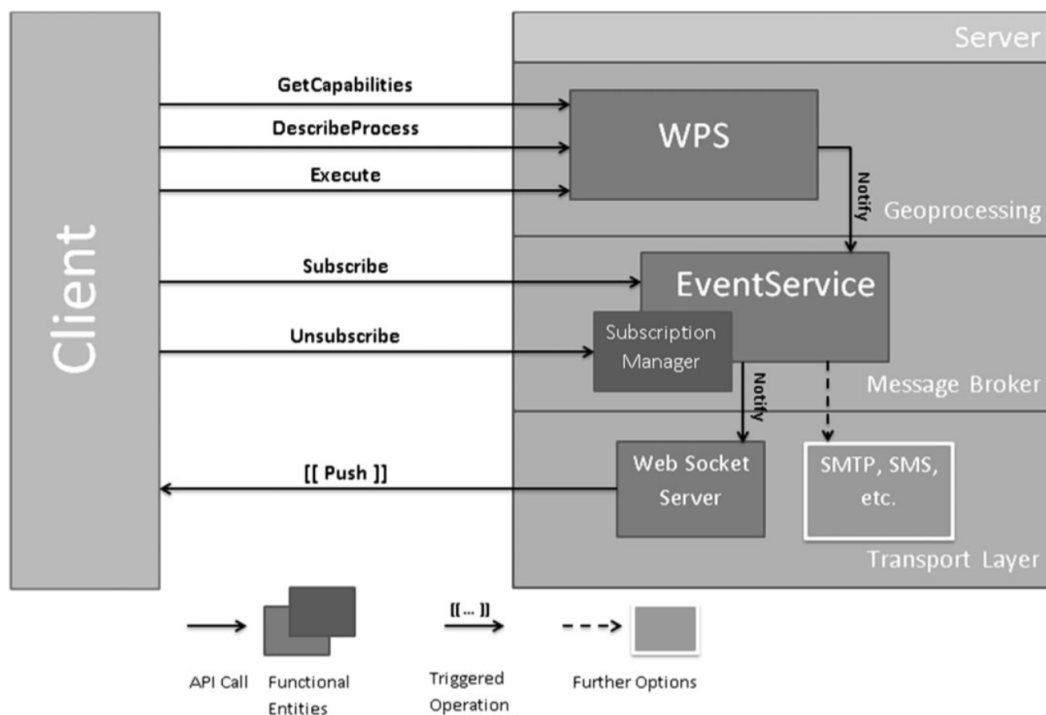 Server
GetCapabilities
DescribeProcess
Execute
WPS
Notify
Geoprocessing
Client
Subscribe
EventService
Unsubscribe
Subscription
Manager
Notify
Message Broker
[[ Push ]]
Web Socket
Server
SMTP, SMS,
etc.
Transport Layer
[[ ... ]]
API Call
Functional
Entities
Triggered
Operation
Further Options